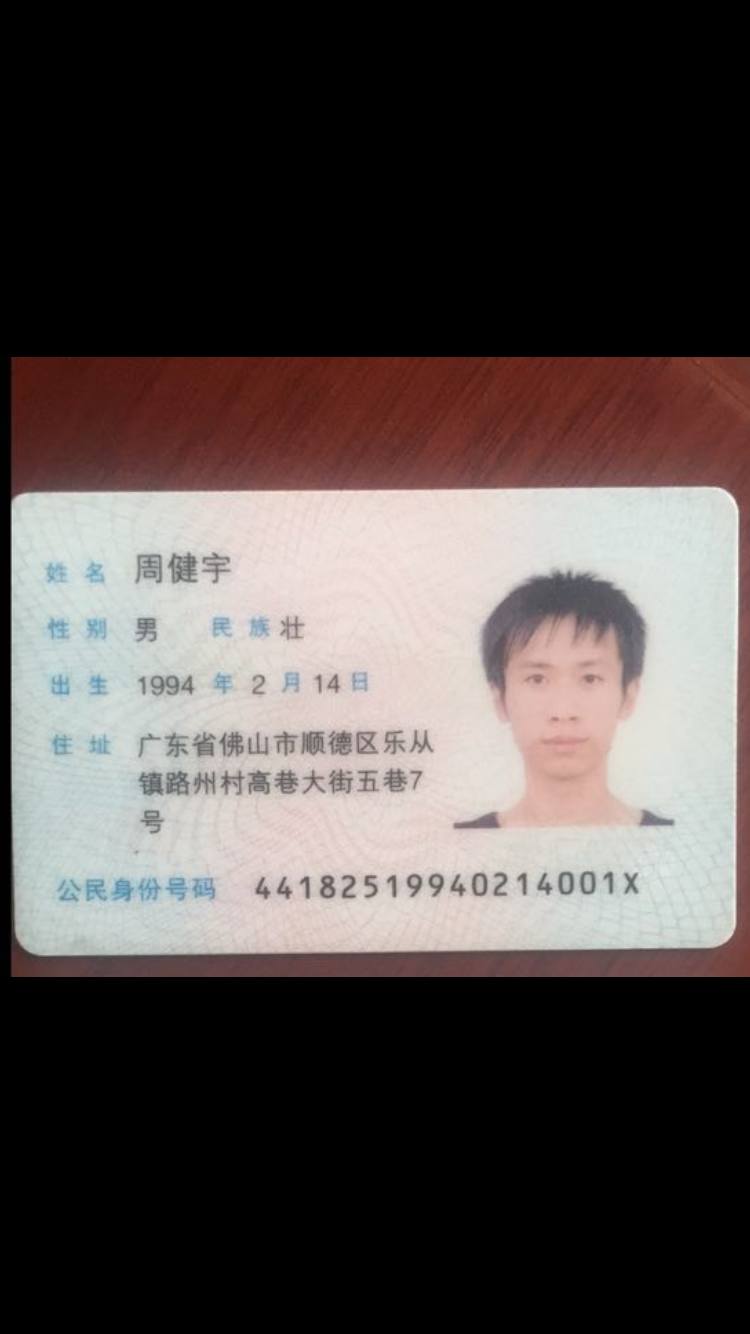 姓名 周健宇
性别 男 民族 壮
出生 1994 年 2 月 14 日
住址 广东省佛山市顺德区乐从
镇路州村高巷大街五巷7
号
公民身份号码 44182519940214001X